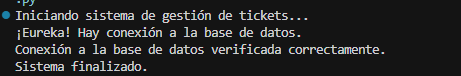 .py
Iniciando sistema de gestión de tickets...
¡Eureka! Hay conexión a la base de datos.
Conexión a la base de datos verificada correctamente.
Sistema finalizado.